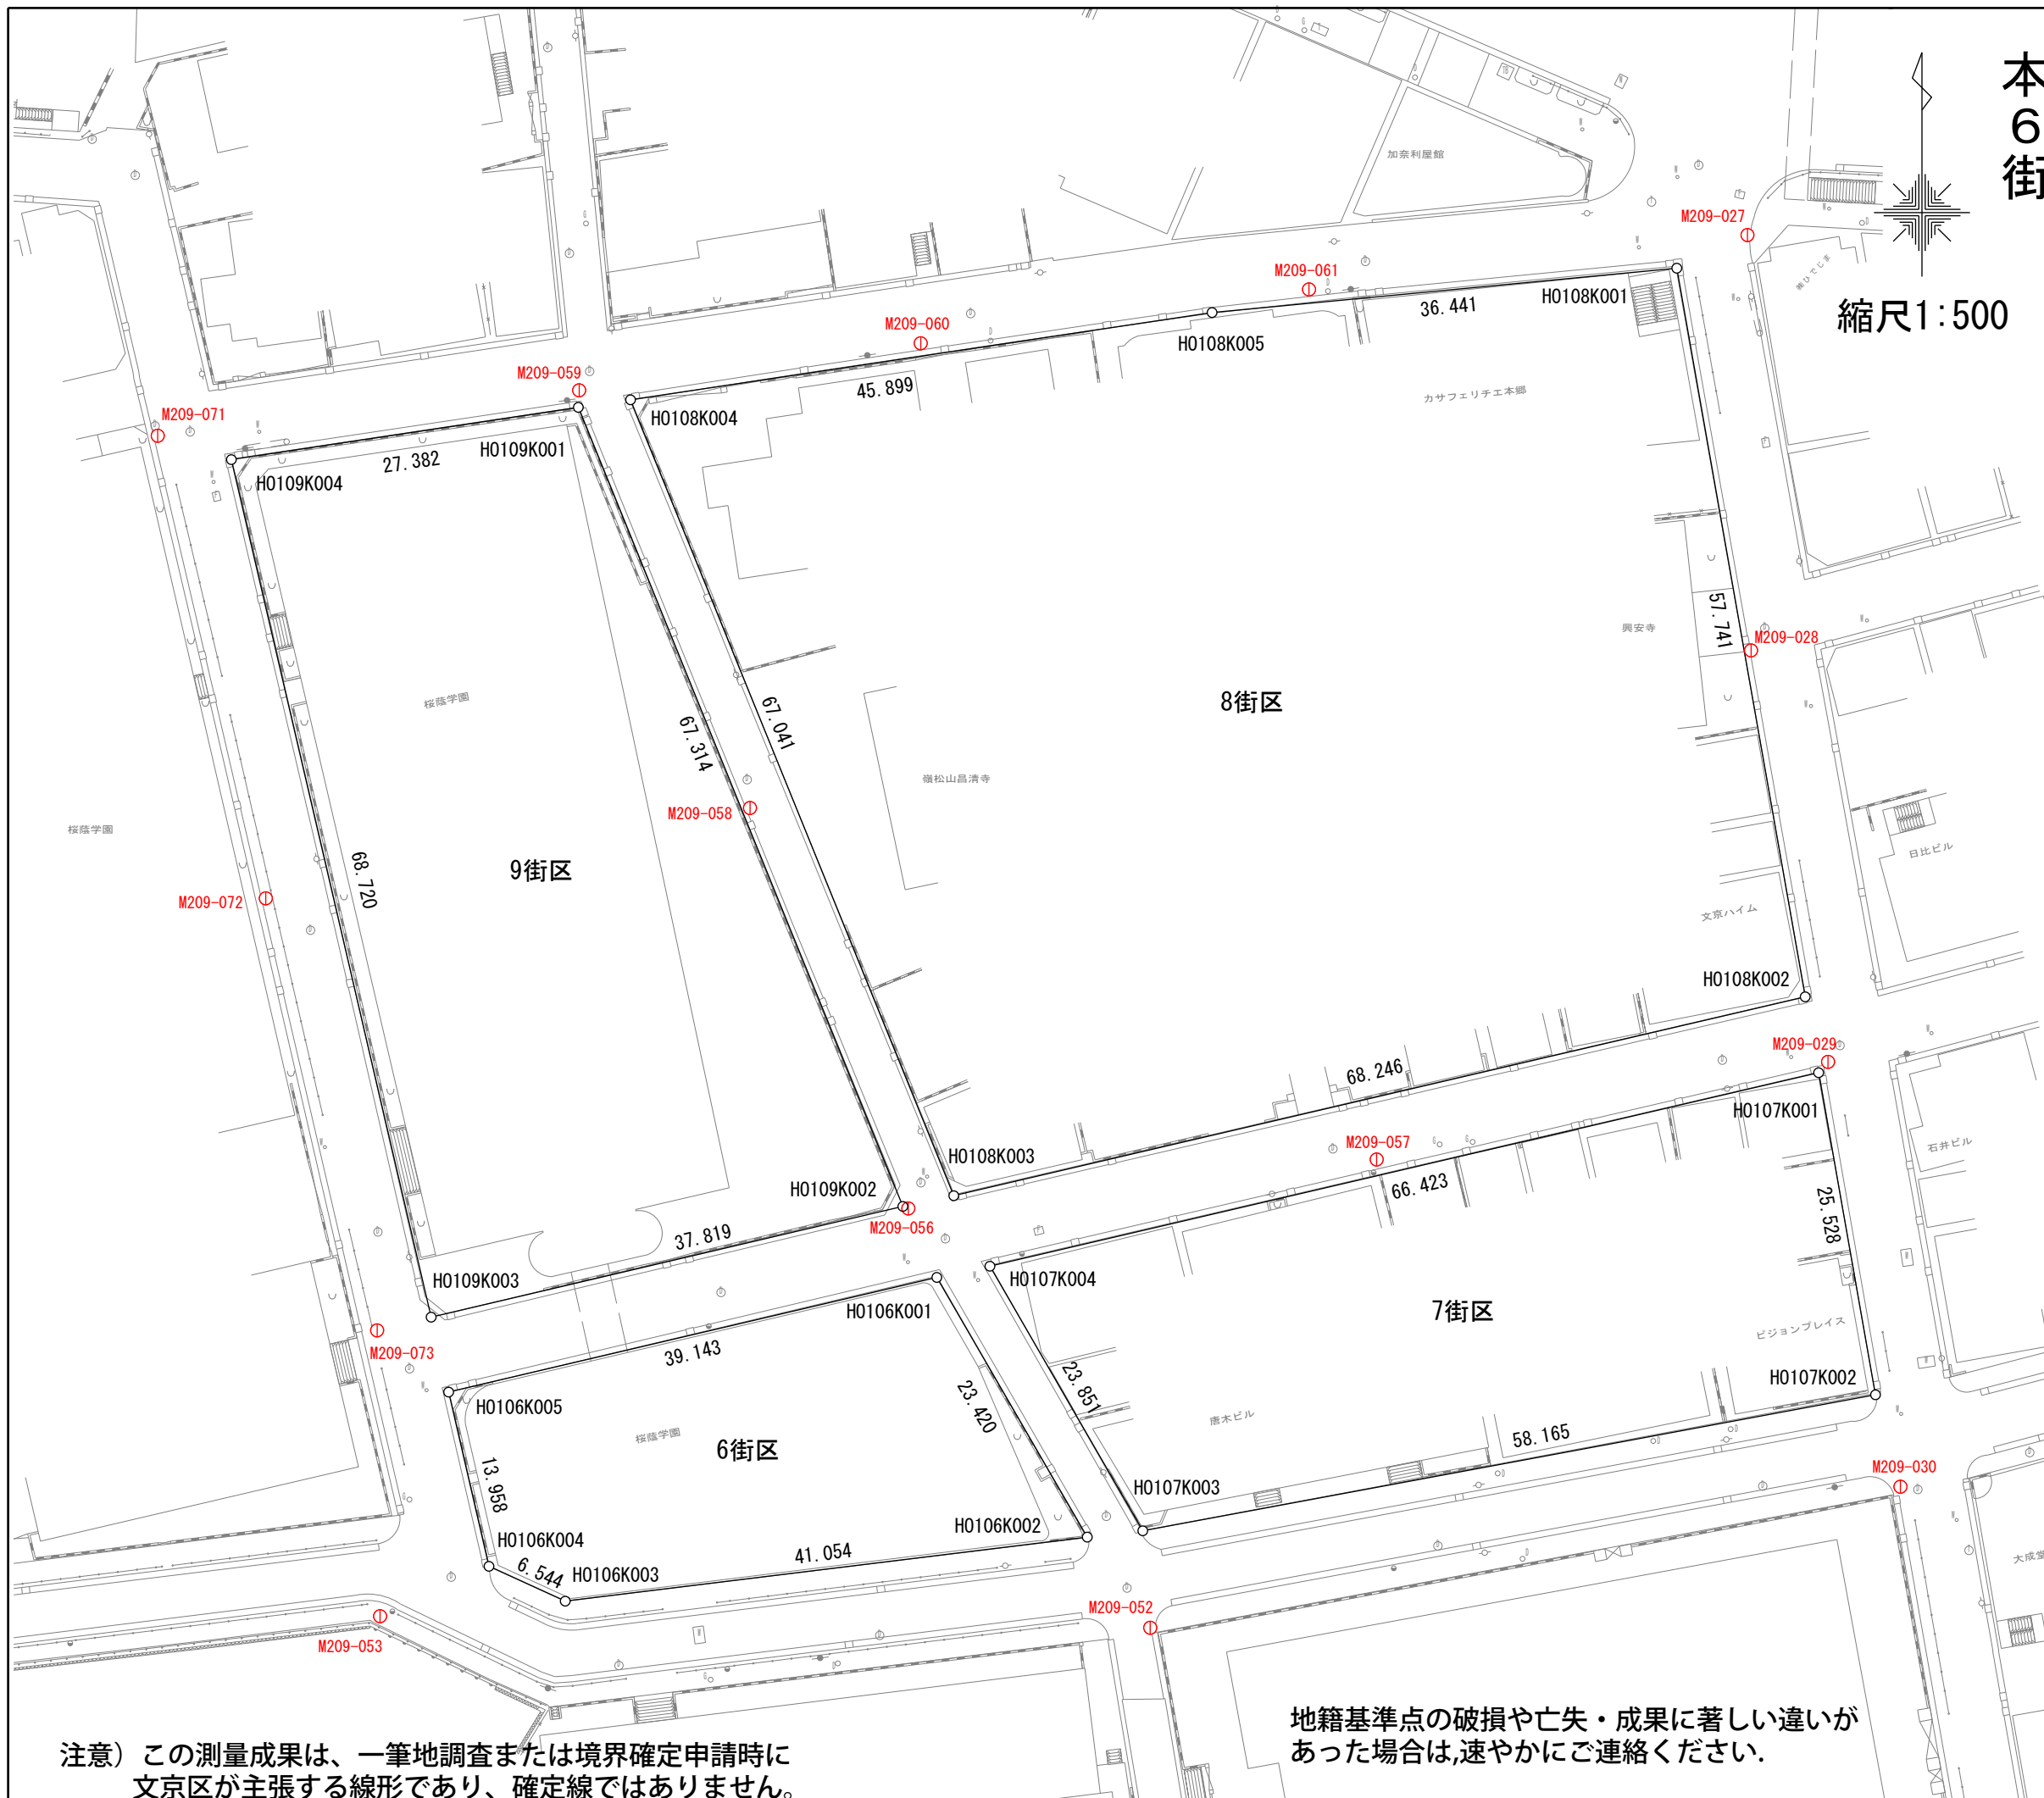 本
6
街
縮尺1:500
加奈利屋館
M209-027
M209-061
H0108K001
36.441
M209-060
H0108K005
M209-059
45.899
カサフェリチエ本郷
H0108K004
M209-071
H0109K001
27.382
H0109K004
57.741
興安寺
M209-028
桜蔭学園
8街区
67.041
67.314
嶺松山昌清寺
M209-058
桜蔭学園
9街区
68.720
M209-072
日比ビル
文京ハイム
H0108K002
M209-029
68.246
H0107K001
M209-057
石井ビル
H0108K003
66.423
H0109K002
25.528
M209-056
37.819
H0109K003
H0107K004
H0106K001
7街区
ビジョンプレイス
M209-073
39.143
H0107K002
23.851
23.420
H0106K005
唐木ビル
桜蔭学園
6街区
58.165
13.958
M209-030
H0107K003
H0106K002
H0106K004
41.054
6.544
H0106K003
大成堂
M209-052
M209-053
地籍基準点の破損や亡失・成果に著しい違いが
あった場合は,速やかにご連絡ください.
注意）この測量成果は、一筆地調査または境界確定申請時に
文京区が主張する線形であり、確定線ではありません。